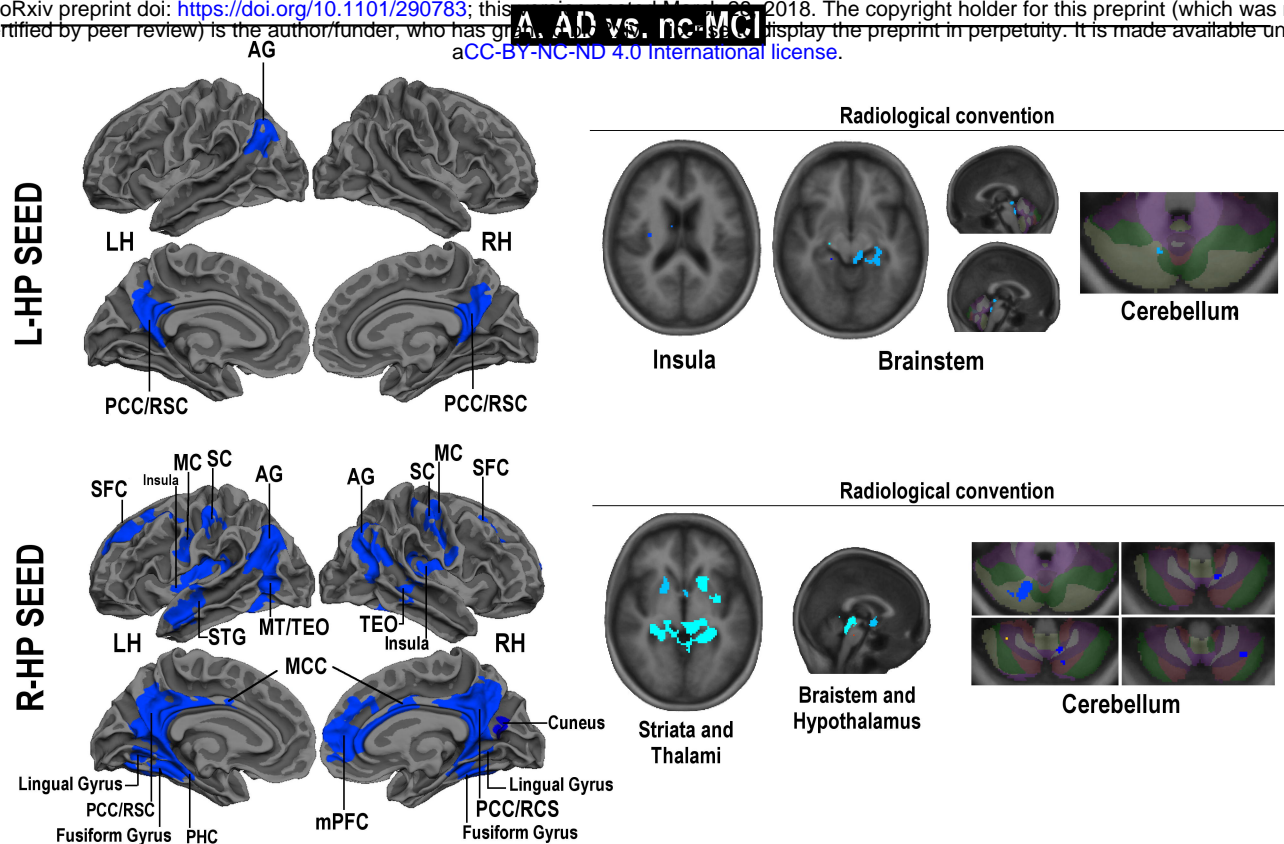 oRxiv preprint doi: https://doi.org/10.1101/290783; this 2018. The copyright holder for this preprint (which was
A. AD vs. nc-MCI
rtified by peer review) is the author/funder, who has display the preprint in perpetuity. It is made available un
aCC-BY-NC-ND 4.0 International license.
AG
Radiological convention
L-HP SEED
LH
RH
Insula
Brainstem
Cerebellum
PCC/RSC
PCC/RSC
SFC
Insula
MC
SC
AG
AG
SC
MC
SFC
Radiological convention
R-HP SEED
LH
STG
MT/TEO
TEO
Insula
RH
MCC
Cuneus
Striata and
Thalami
Braistem and
Hypothalamus
Cerebellum
Lingual Gyrus
PCC/RSC
Fusiform Gyrus
PHC
mPFC
Lingual Gyrus
PCC/RCS
Fusiform Gyrus